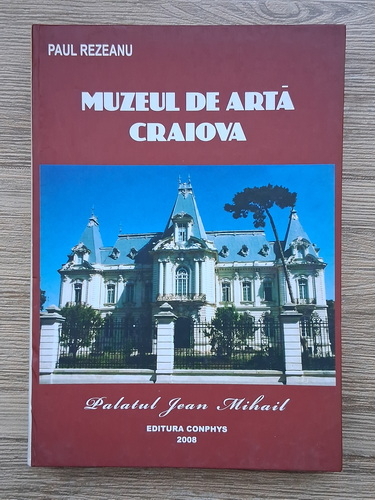 PAUL REZEANU
MUZEUL DE ARTĂ
CRAIOVA
Palatul Jean Mihail
EDITURA CONPHYS
2008